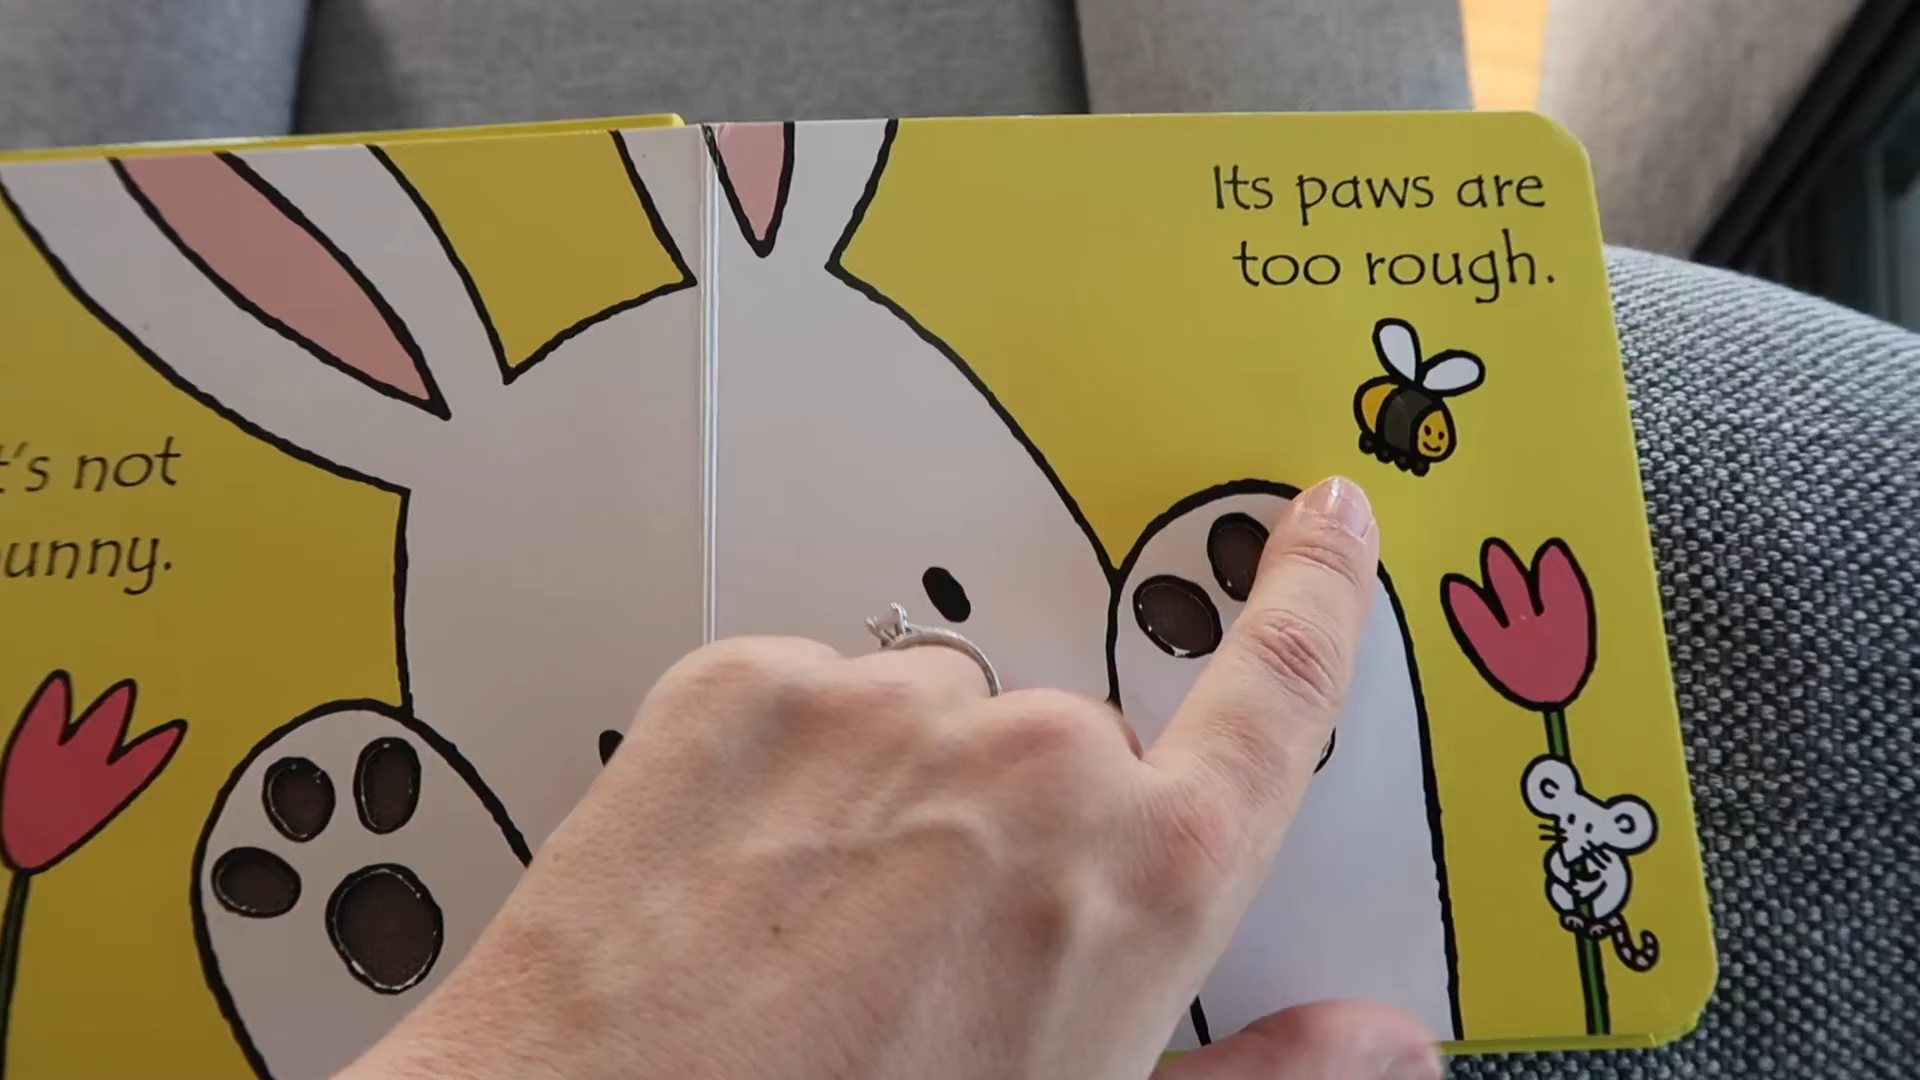 t's not
unny.
Its paws are
too rough.